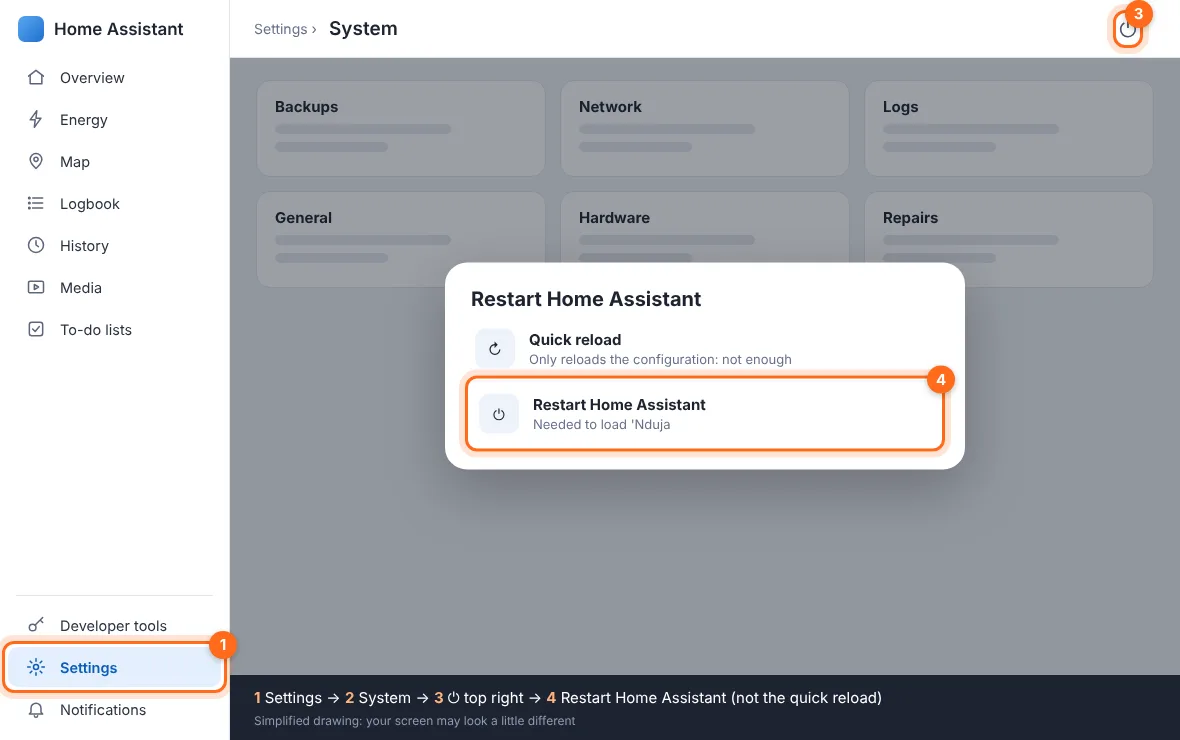 Home Assistant
Overview
Energy
Map
Logbook
History
Media
To-do lists
Developer tools
1
Settings
Notifications
Settings › System
3
Backups
Network
Logs
General
Hardware
Repairs
Restart Home Assistant
Quick reload
Only reloads the configuration: not enough
4
Restart Home Assistant
Needed to load 'Nduja
1 Settings → 2 System → 3 ⏻ top right → 4 Restart Home Assistant (not the quick reload)
Simplified drawing: your screen may look a little different